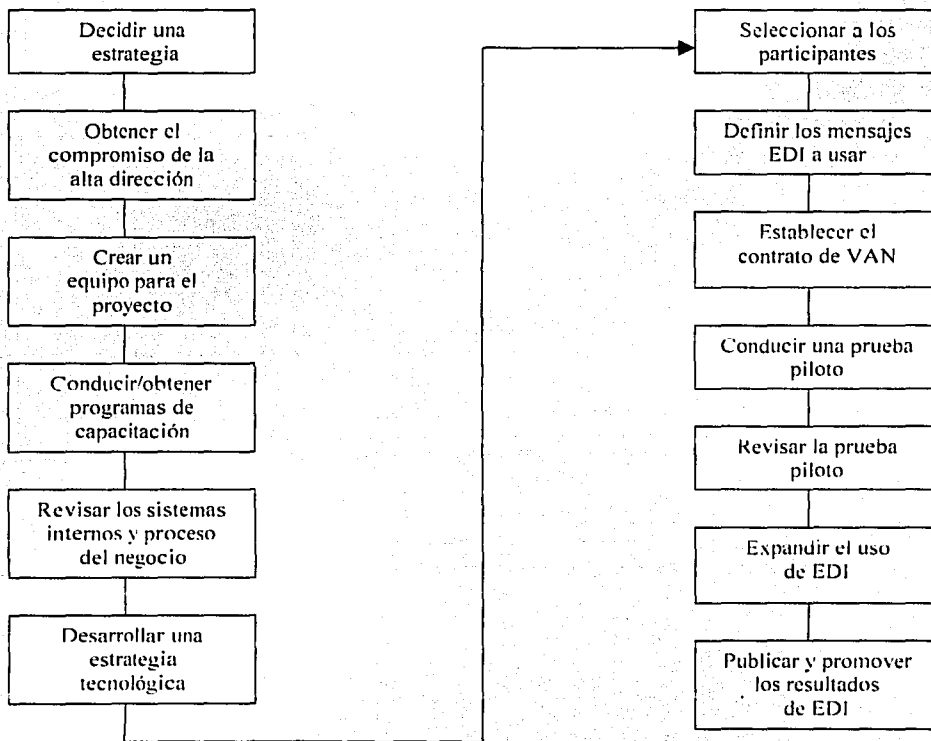 Decidir una
estrategia
Obtener el
compromiso de la
alta dirección
Crear un
equipo para el
proyecto
Conducir/obtener
programas de
capacitación
Revisar los sistemas
internos y proceso
del negocio
Desarrollar una
estrategia
tecnológica
Seleccionar a los
participantes
Definir los mensajes
EDI a usar
Establecer el
contrato de VAN
Conducir una prueba
piloto
Revisar la prueba
piloto
Expandir el uso
de EDI
Publicar y promover
los resultados
de EDI